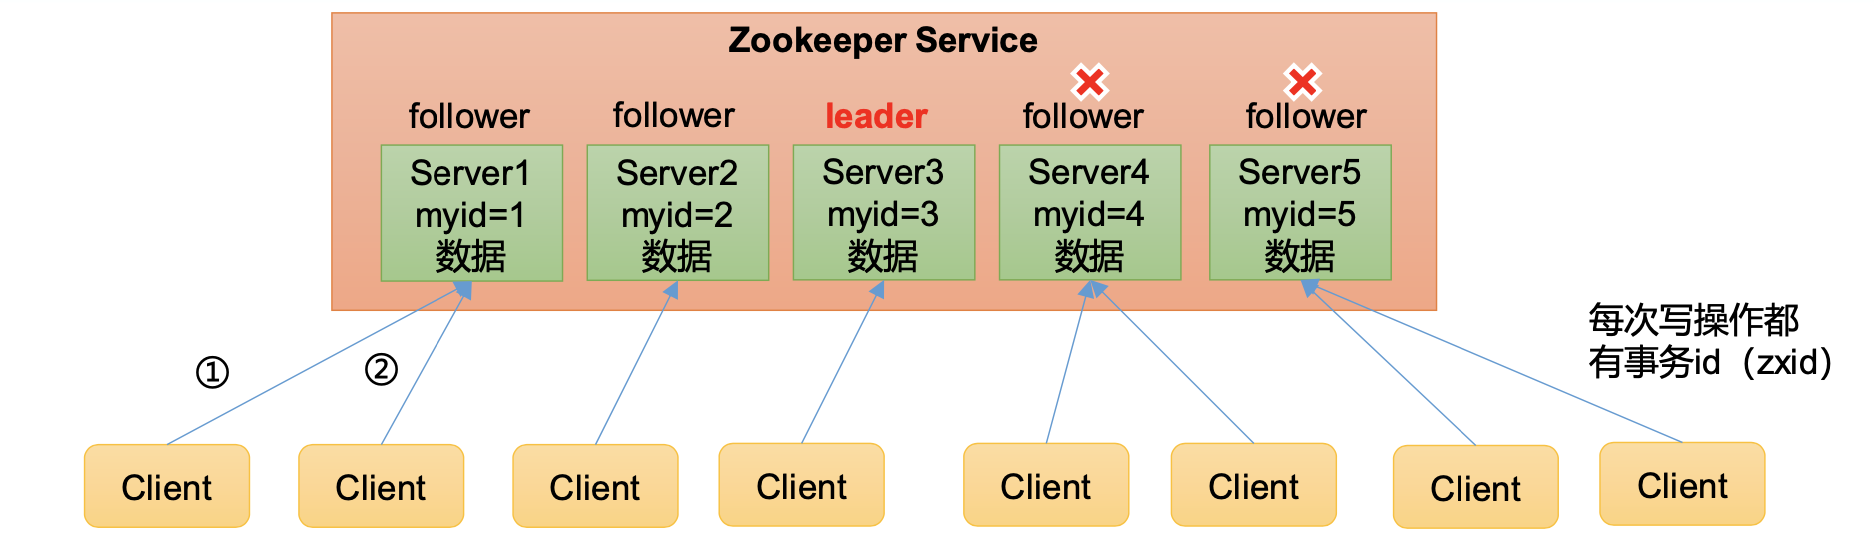 Zookeeper Service
follower
follower
leader
follower
follower
Server1
myid=1
数据
Server2
myid=2
数据
Server3
myid=3
数据
Server4
myid=4
数据
Server5
myid=5
数据
每次写操作都
有事务id（zxid）
①
②
Client
Client
Client
Client
Client
Client
Client
Client